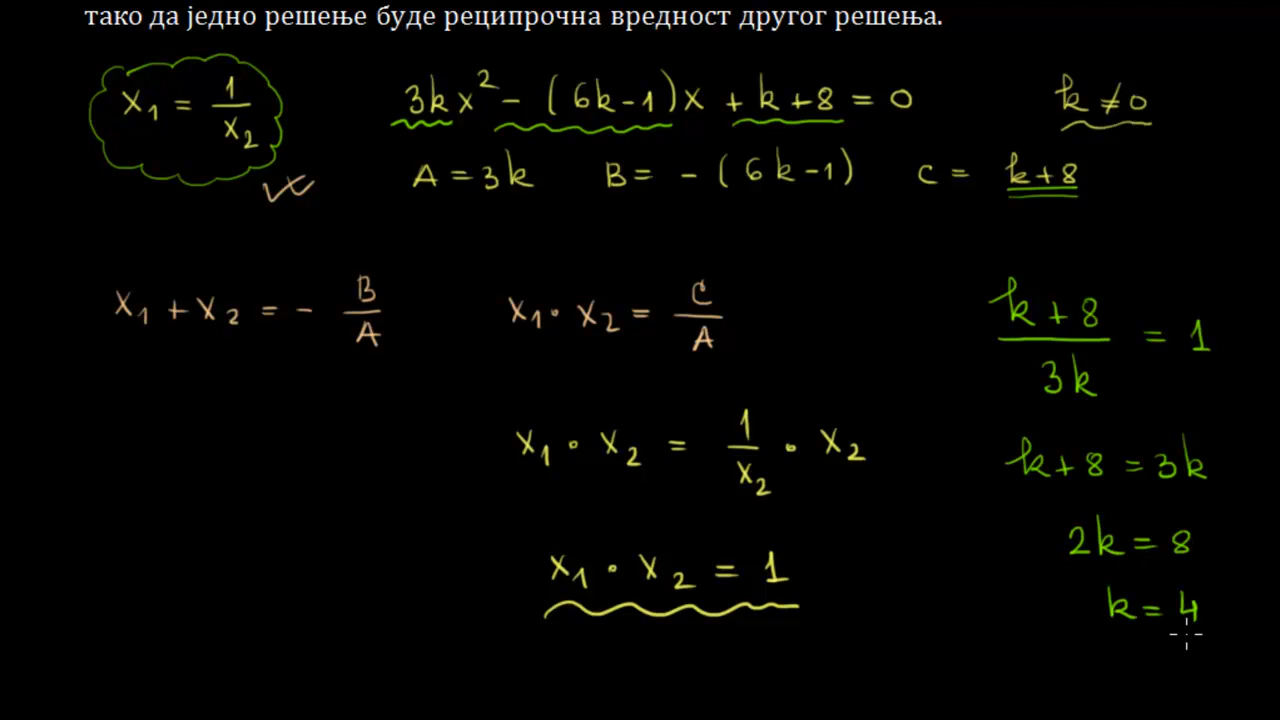 тако да једно решење буде реципрочна вредност другог решења.
x₁ = 1/x₂
3kx² - (6k-1)x + k+8 = 0
k ≠ 0
A = 3k B = -(6k-1) C = k+8
x₁ + x₂ = - B/A
x₁ · x₂ = C/A
x₁ · x₂ = 1/x₂ · x₂
x₁ · x₂ = 1
(k+8)/3k = 1
k+8 = 3k
2k = 8
k = 4